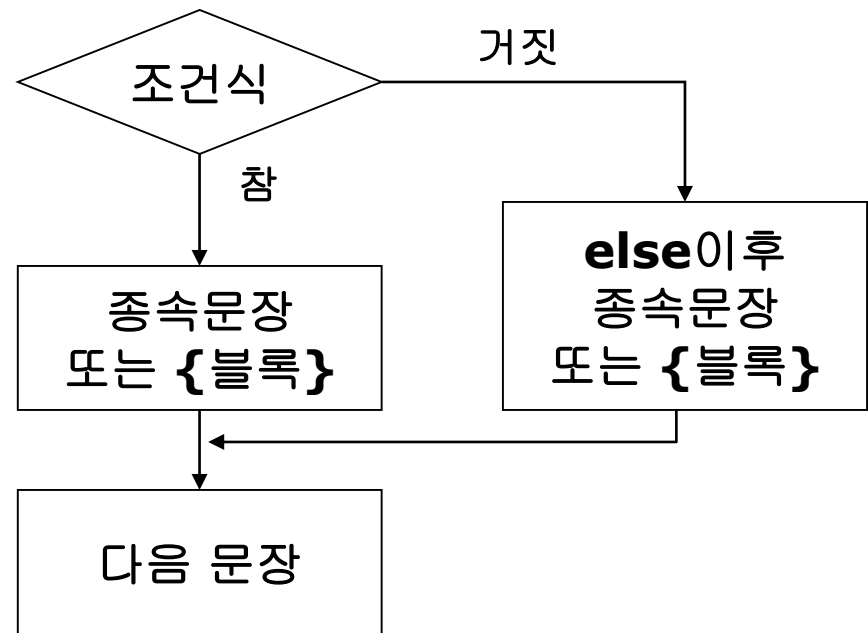 조건식
거짓
참
else이후
종속문장
또는 {블록}
종속문장
또는 {블록}
다음 문장